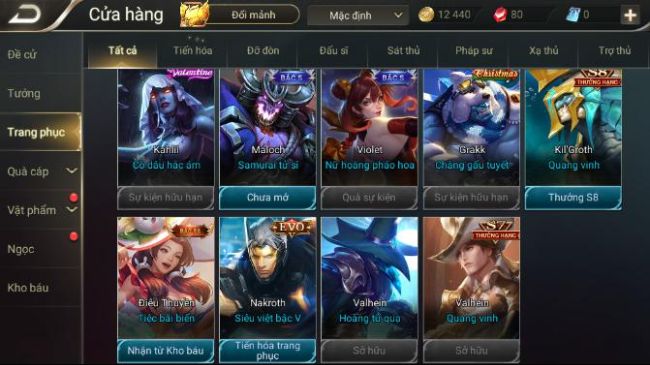 Cửa hàng
Đổi mảnh
Mặc định
12 440
80
0
Đề cử
Tướng
Trang phục
Quà cáp
Vật phẩm
Ngọc
Kho báu
Tất cả
Tiến hóa
Đỡ đòn
Đấu sĩ
Sát thủ
Pháp sư
Xạ thủ
Trợ thủ
Valentine
Kahlii
Cô dâu hắc ám
Sự kiện hữu hạn
BẬC S
Maloch
Samurai tử sĩ
Chưa mở
BẬC S
Violet
Nữ hoàng pháo hoa
Quà sự kiện
Christmas
Grakk
Chàng gấu tuyết
Sự kiện hữu hạn
S8
THƯỞNG HẠNG
Kil'Groth
Quang vinh
Thưởng S8
Điêu Thuyền
Tiệc bãi biển
Nhận từ Kho báu
EVO
Nakroth
Siêu việt bậc V
Tiến hóa trang
phục
Valhein
Hoàng tử quạ
Sở hữu
THƯỞNG HẠNG
Valhein
Quang vinh
Sở hữu